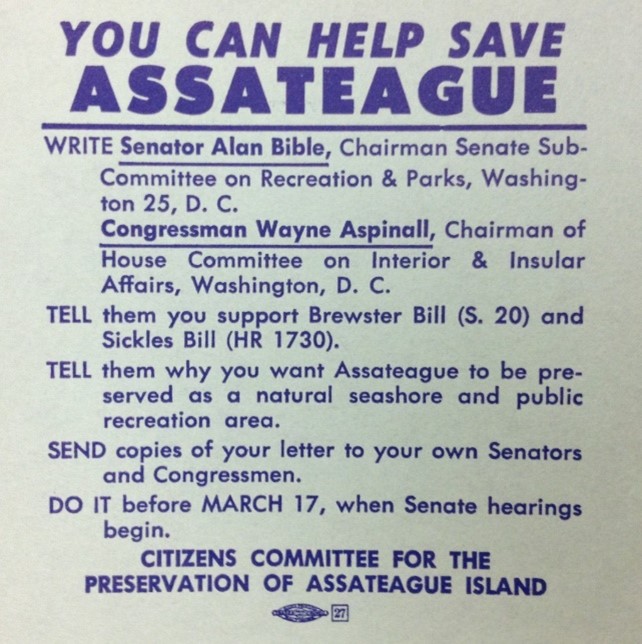 YOU CAN HELP SAVE
ASSATEAGUE
WRITE Senator Alan Bible, Chairman Senate Sub-
Committee on Recreation & Parks, Washing-
ton 25, D. C.
Congressman Wayne Aspinall, Chairman of
House Committee on Interior & Insular
Affairs, Washington, D. C.
TELL them you support Brewster Bill (S. 20) and
Sickles Bill (HR 1730).
TELL them why you want Assateague to be pre-
served as a natural seashore and public
recreation area.
SEND copies of your letter to your own Senators
and Congressmen.
DO IT before MARCH 17, when Senate hearings
begin.
CITIZENS COMMITTEE FOR THE
PRESERVATION OF ASSATEAGUE ISLAND
27